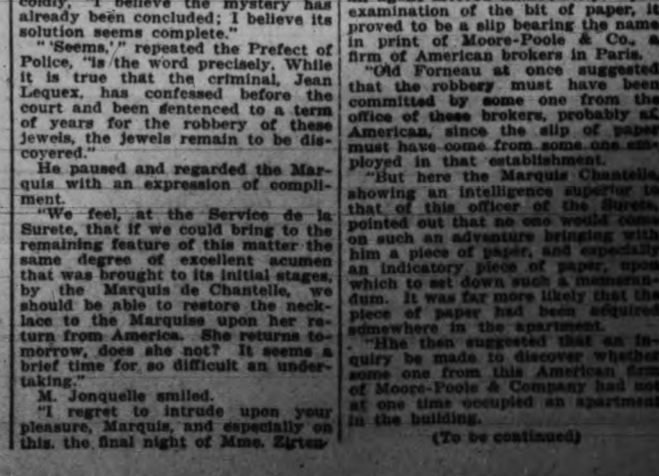 coldly, "I believe the mystery has
already been concluded; I believe its
solution seems complete."
"'Seems,'" repeated the Prefect of
Police, "is the word precisely. While
it is true that the criminal, Jean
Lequex, has confessed before the
court and been sentenced to a term
of years for the robbery of these
jewels, the jewels remain to be dis-
covered."
He paused and regarded the Mar-
quis with an expression of compli-
ment.
"We feel, at the Service de la
Surete, that if we could bring to the
remaining feature of this matter the
same degree of excellent acumen
that was brought to its initial stages,
by the Marquis de Chantelle, we
should be able to restore the neck-
lace to the Marquise upon her re-
turn from America. She returns to-
morrow, does she not? It seems a
brief time for so difficult an under-
taking."
M. Jonquelle smiled.
"I regret to intrude upon your
pleasure, Marquis, and especially on
this, the final night of Mme. Zirten-
examination of the bit of paper, it
proved to be a slip bearing the name
in print of Moore-Poole & Co., a
firm of American brokers in Paris.
"Old Forneau at once suggested
that the robbery must have been
committed by some one from the
office of these brokers, probably an
American, since the slip of paper
must have come from some one em-
ployed in that establishment.
"But here the Marquis Chantelle,
showing an intelligence superior to
that of this officer of the Surete,
pointed out that no one would come
on such an adventure bringing with
him a piece of paper, and especially
an indicatory piece of paper, upon
which to set down such a memoran-
dum. It was far more likely that the
piece of paper had been acquired
somewhere in the apartment.
"Hhe then suggested that an in-
quiry be made to discover whether
some one from this American firm
of Moore-Poole & Company had not
at one time occupied an apartment
in the building.
(To be continued)